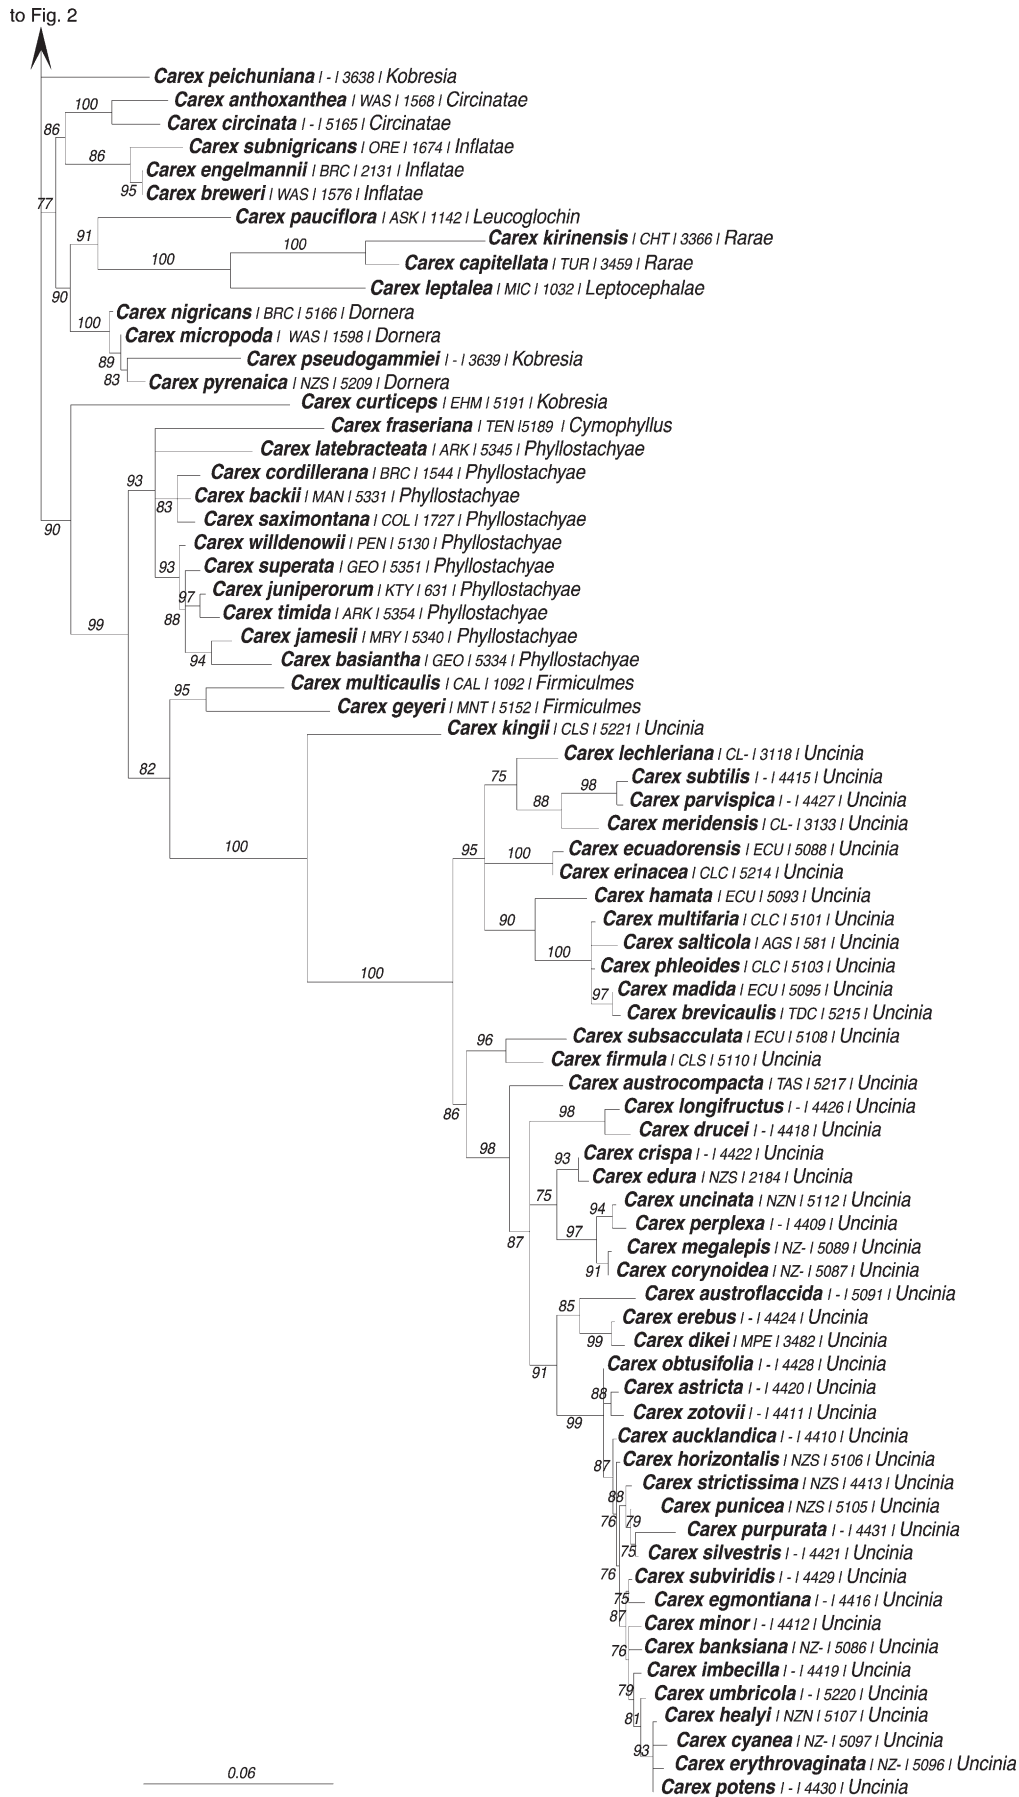 to Fig. 2
Carex peichuniana I - I 3638 I Kobresia
Carex anthoxanthea I WAS I 1568 I Circinatae
100
Carex circinata I - I 5165 I Circinatae
86
Carex subnigricans I ORE I 1674 I Inflatae
86
Carex engelmannii I BRC I 2131 I Inflatae
95
Carex breweri I WAS I 1576 I Inflatae
77
Carex pauciflora I ASK I 1142 I Leucoglochin
91
Carex kirinensis I CHT I 3366 I Rarae
100
100
Carex capitellata I TUR I 3459 I Rarae
Carex leptalea I MIC I 1032 I Leptocephalae
90
Carex nigricans I BRC I 5166 I Dornera
100
Carex micropoda I WAS I 1598 I Dornera
89
Carex pseudogammiei I - I 3639 I Kobresia
83
Carex pyrenaica I NZS I 5209 I Dornera
Carex curticeps I EHM I 5191 I Kobresia
Carex fraseriana I TEN I5189 I Cymophyllus
Carex latebracteata I ARK I 5345 I Phyllostachyae
93
Carex cordillerana I BRC I 1544 I Phyllostachyae
Carex backii I MAN I 5331 I Phyllostachyae
83
Carex saximontana I COL I 1727 I Phyllostachyae
90
Carex willdenowii I PEN I 5130 I Phyllostachyae
93
Carex superata I GEO I 5351 I Phyllostachyae
Carex juniperorum I KTY I 631 I Phyllostachyae
97
Carex timida I ARK I 5354 I Phyllostachyae
88
99
Carex jamesii I MRY I 5340 I Phyllostachyae
94
Carex basiantha I GEO I 5334 I Phyllostachyae
95
Carex multicaulis I CAL I 1092 I Firmiculmes
Carex geyeri I MNT I 5152 I Firmiculmes
Carex kingii I CLS I 5221 I Uncinia
82
Carex lechleriana I CL- I 3118 I Uncinia
75
98
Carex subtilis I - I 4415 I Uncinia
88
Carex parvispica I - I 4427 I Uncinia
Carex meridensis I CL- I 3133 I Uncinia
100
95
100
Carex ecuadorensis I ECU I 5088 I Uncinia
Carex erinacea I CLC I 5214 I Uncinia
Carex hamata I ECU I 5093 I Uncinia
90
Carex multifaria I CLC I 5101 I Uncinia
Carex salticola I AGS I 581 I Uncinia
100
Carex phleoides I CLC I 5103 I Uncinia
100
97
Carex madida I ECU I 5095 I Uncinia
Carex brevicaulis I TDC I 5215 I Uncinia
96
Carex subsacculata I ECU I 5108 I Uncinia
Carex firmula I CLS I 5110 I Uncinia
Carex austrocompacta I TAS I 5217 I Uncinia
86
98
Carex longifructus I - I 4426 I Uncinia
Carex drucei I - I 4418 I Uncinia
98
93
Carex crispa I - I 4422 I Uncinia
Carex edura I NZS I 2184 I Uncinia
75
94
Carex uncinata I NZN I 5112 I Uncinia
Carex perplexa I - I 4409 I Uncinia
97
87
Carex megalepis I NZ- I 5089 I Uncinia
91
Carex corynoidea I NZ- I 5087 I Uncinia
Carex austroflaccida I - I 5091 I Uncinia
85
Carex erebus I - I 4424 I Uncinia
99
Carex dikei I MPE I 3482 I Uncinia
91
Carex obtusifolia I - I 4428 I Uncinia
88
Carex astricta I - I 4420 I Uncinia
99
Carex zotovii I - I 4411 I Uncinia
Carex aucklandica I - I 4410 I Uncinia
87
Carex horizontalis I NZS I 5106 I Uncinia
Carex strictissima I NZS I 4413 I Uncinia
88
Carex punicea I NZS I 5105 I Uncinia
76
79
Carex purpurata I - I 4431 I Uncinia
75
Carex silvestris I - I 4421 I Uncinia
76
Carex subviridis I - I 4429 I Uncinia
75
Carex egmontiana I - I 4416 I Uncinia
87
Carex minor I - I 4412 I Uncinia
76
Carex banksiana I NZ- I 5086 I Uncinia
Carex imbecilla I - I 4419 I Uncinia
79
Carex umbricola I - I 5220 I Uncinia
81
Carex healyi I NZN I 5107 I Uncinia
Carex cyanea I NZ- I 5097 I Uncinia
93
Carex erythrovaginata I NZ- I 5096 I Uncinia
0.06
Carex potens I - I 4430 I Uncinia